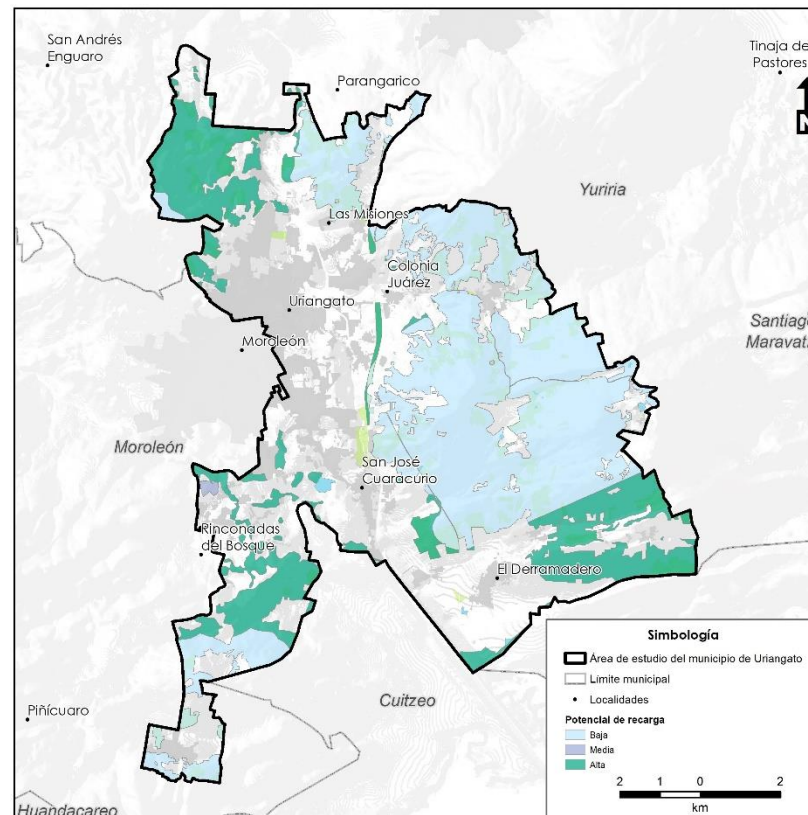 San Andrés
Enguaro
Parangarico
Tinaja de
Pastores
N
Yuriria
Las Misiones
Colonia
Juárez
Uriangato
Santiago
Maravat
Moroleón
Moroleón
San José
Cuaracurio
Rinconadas
del Bosque
El Derramadero
Cuitzeo
Piñícuaro
Huandacareo
Simbología
Área de estudio del municipio de Uriangato
Límite municipal
Localidades
Potencial de recarga
Baja
Media
Alta
2 1 0 2
km